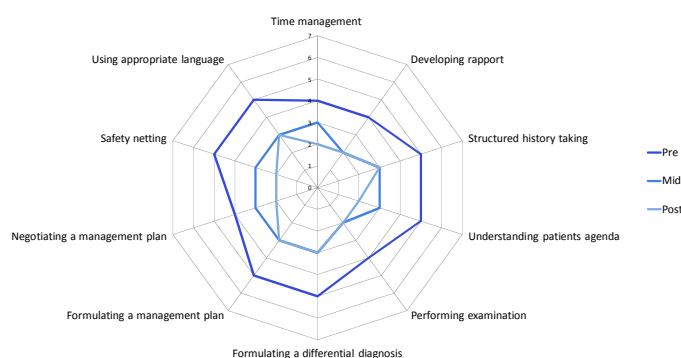 Time management
Using appropriate language
Developing rapport
Safety netting
Structured history taking
Negotiating a management plan
Understanding patients agenda
Formulating a management plan
Performing examination
Formulating a differential diagnosis
7
6
5
4
3
2
1
0
Pre
Mid
Post